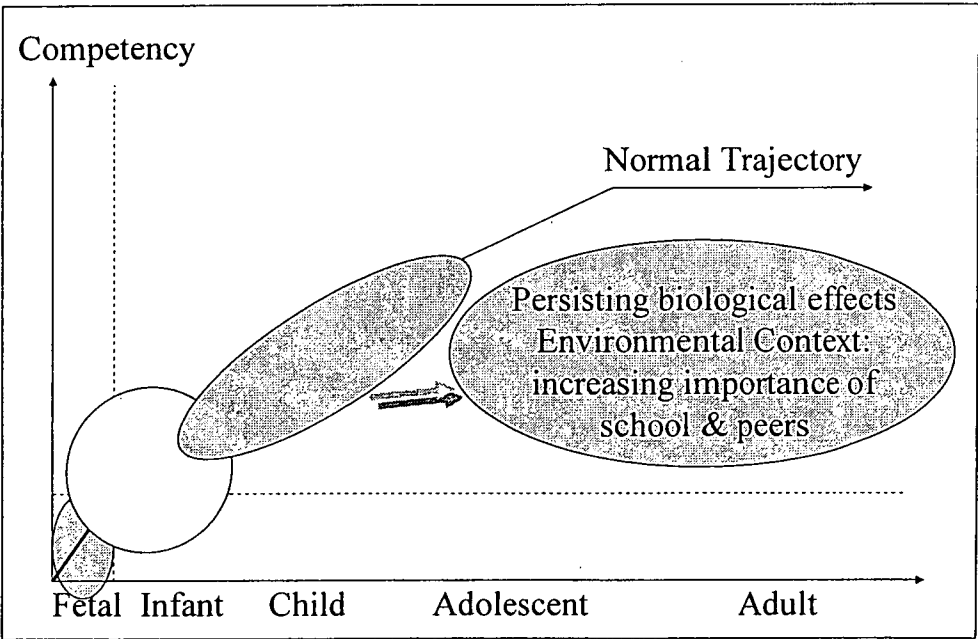 Competency
Normal Trajectory
Persisting biological effects
Environmental Context:
increasing importance of
school & peers
Fetal Infant Child Adolescent Adult